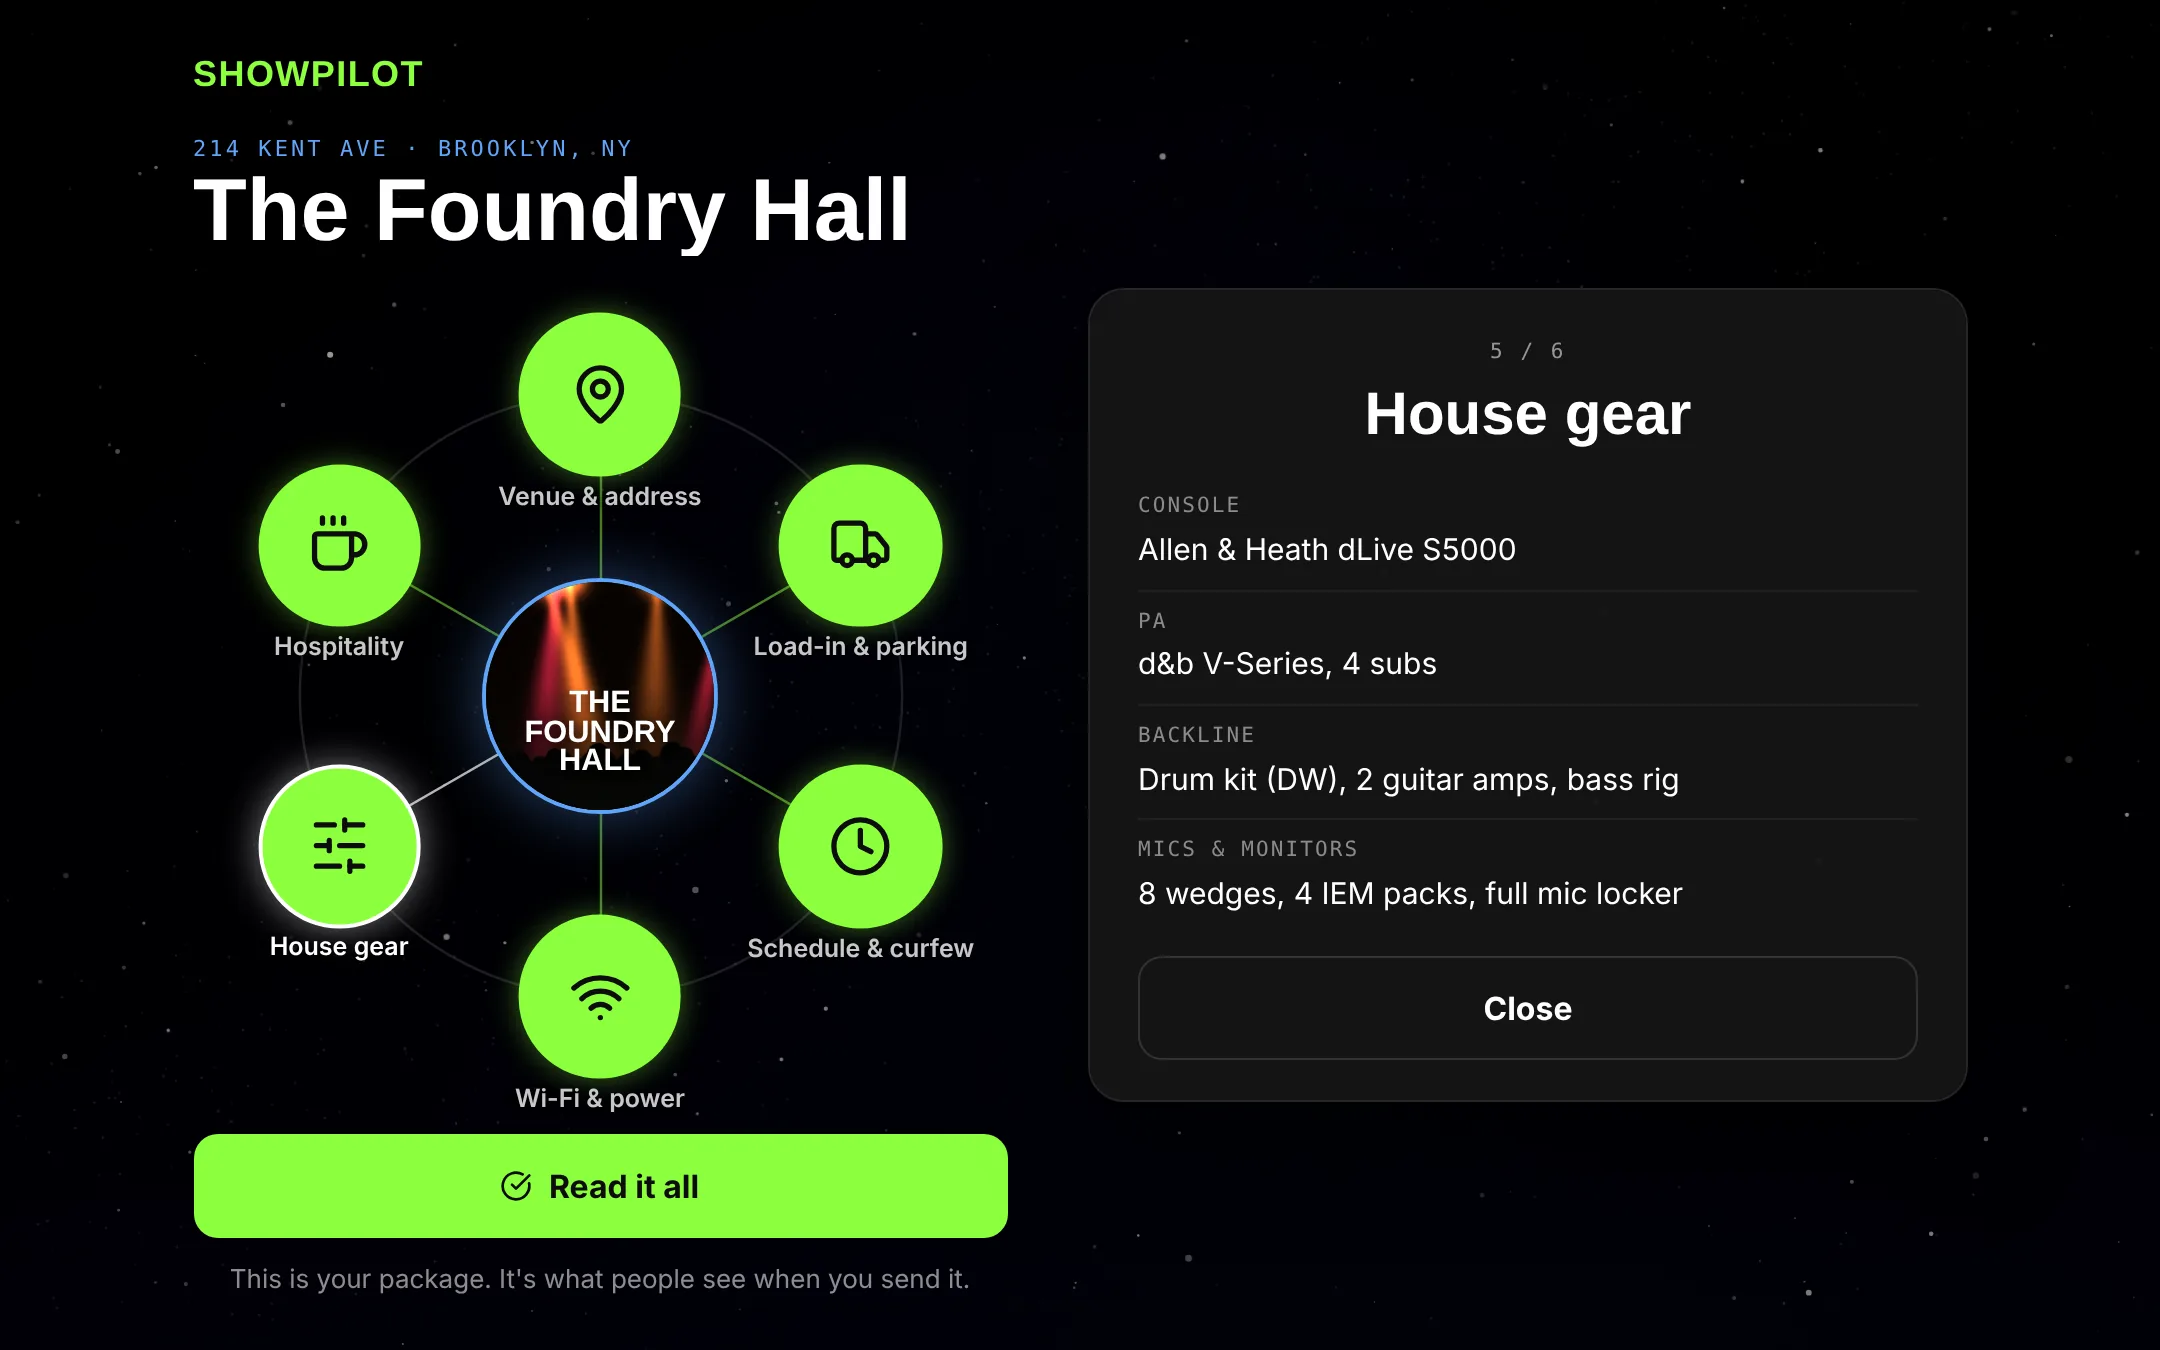 SHOWPILOT
214 KENT AVE · BROOKLYN, NY
The Foundry Hall
Venue & address
Hospitality
Load-in & parking
THE
FOUNDRY
HALL
House gear
Schedule & curfew
Wi-Fi & power
Read it all
This is your package. It's what people see when you send it.
5 / 6
House gear
CONSOLE
Allen & Heath dLive S5000
PA
d&b V-Series, 4 subs
BACKLINE
Drum kit (DW), 2 guitar amps, bass rig
MICS & MONITORS
8 wedges, 4 IEM packs, full mic locker
Close